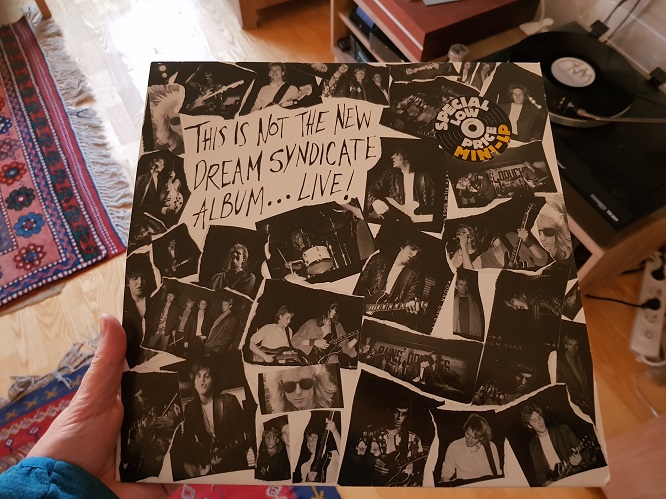 THIS IS NOT THE NEW
DREAM SYNDICATE
ALBUM... LIVE!
SPECIAL
LOW
PRICE
MINI-LP